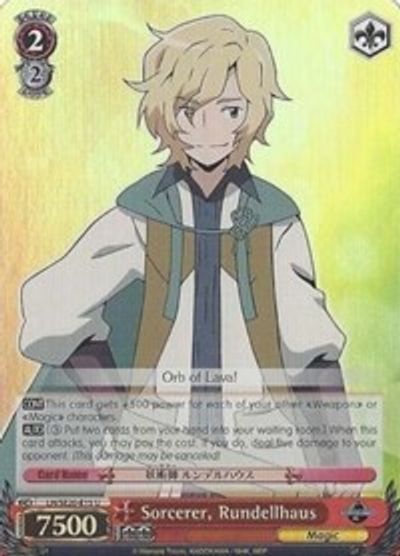 2
2
Orb of Lava!
CONT This card gets +500 power for each of your other «Weapon» or
«Magic» characters.
AUTO [③ Put two cards from your hand into your waiting room] When
this card attacks, you may pay the cost. If you do, deal five damage to your
opponent. (This damage may be canceled)
Card Name 妖術師 ルンデルハウス
7500 Sorcerer, Rundellhaus
Magic